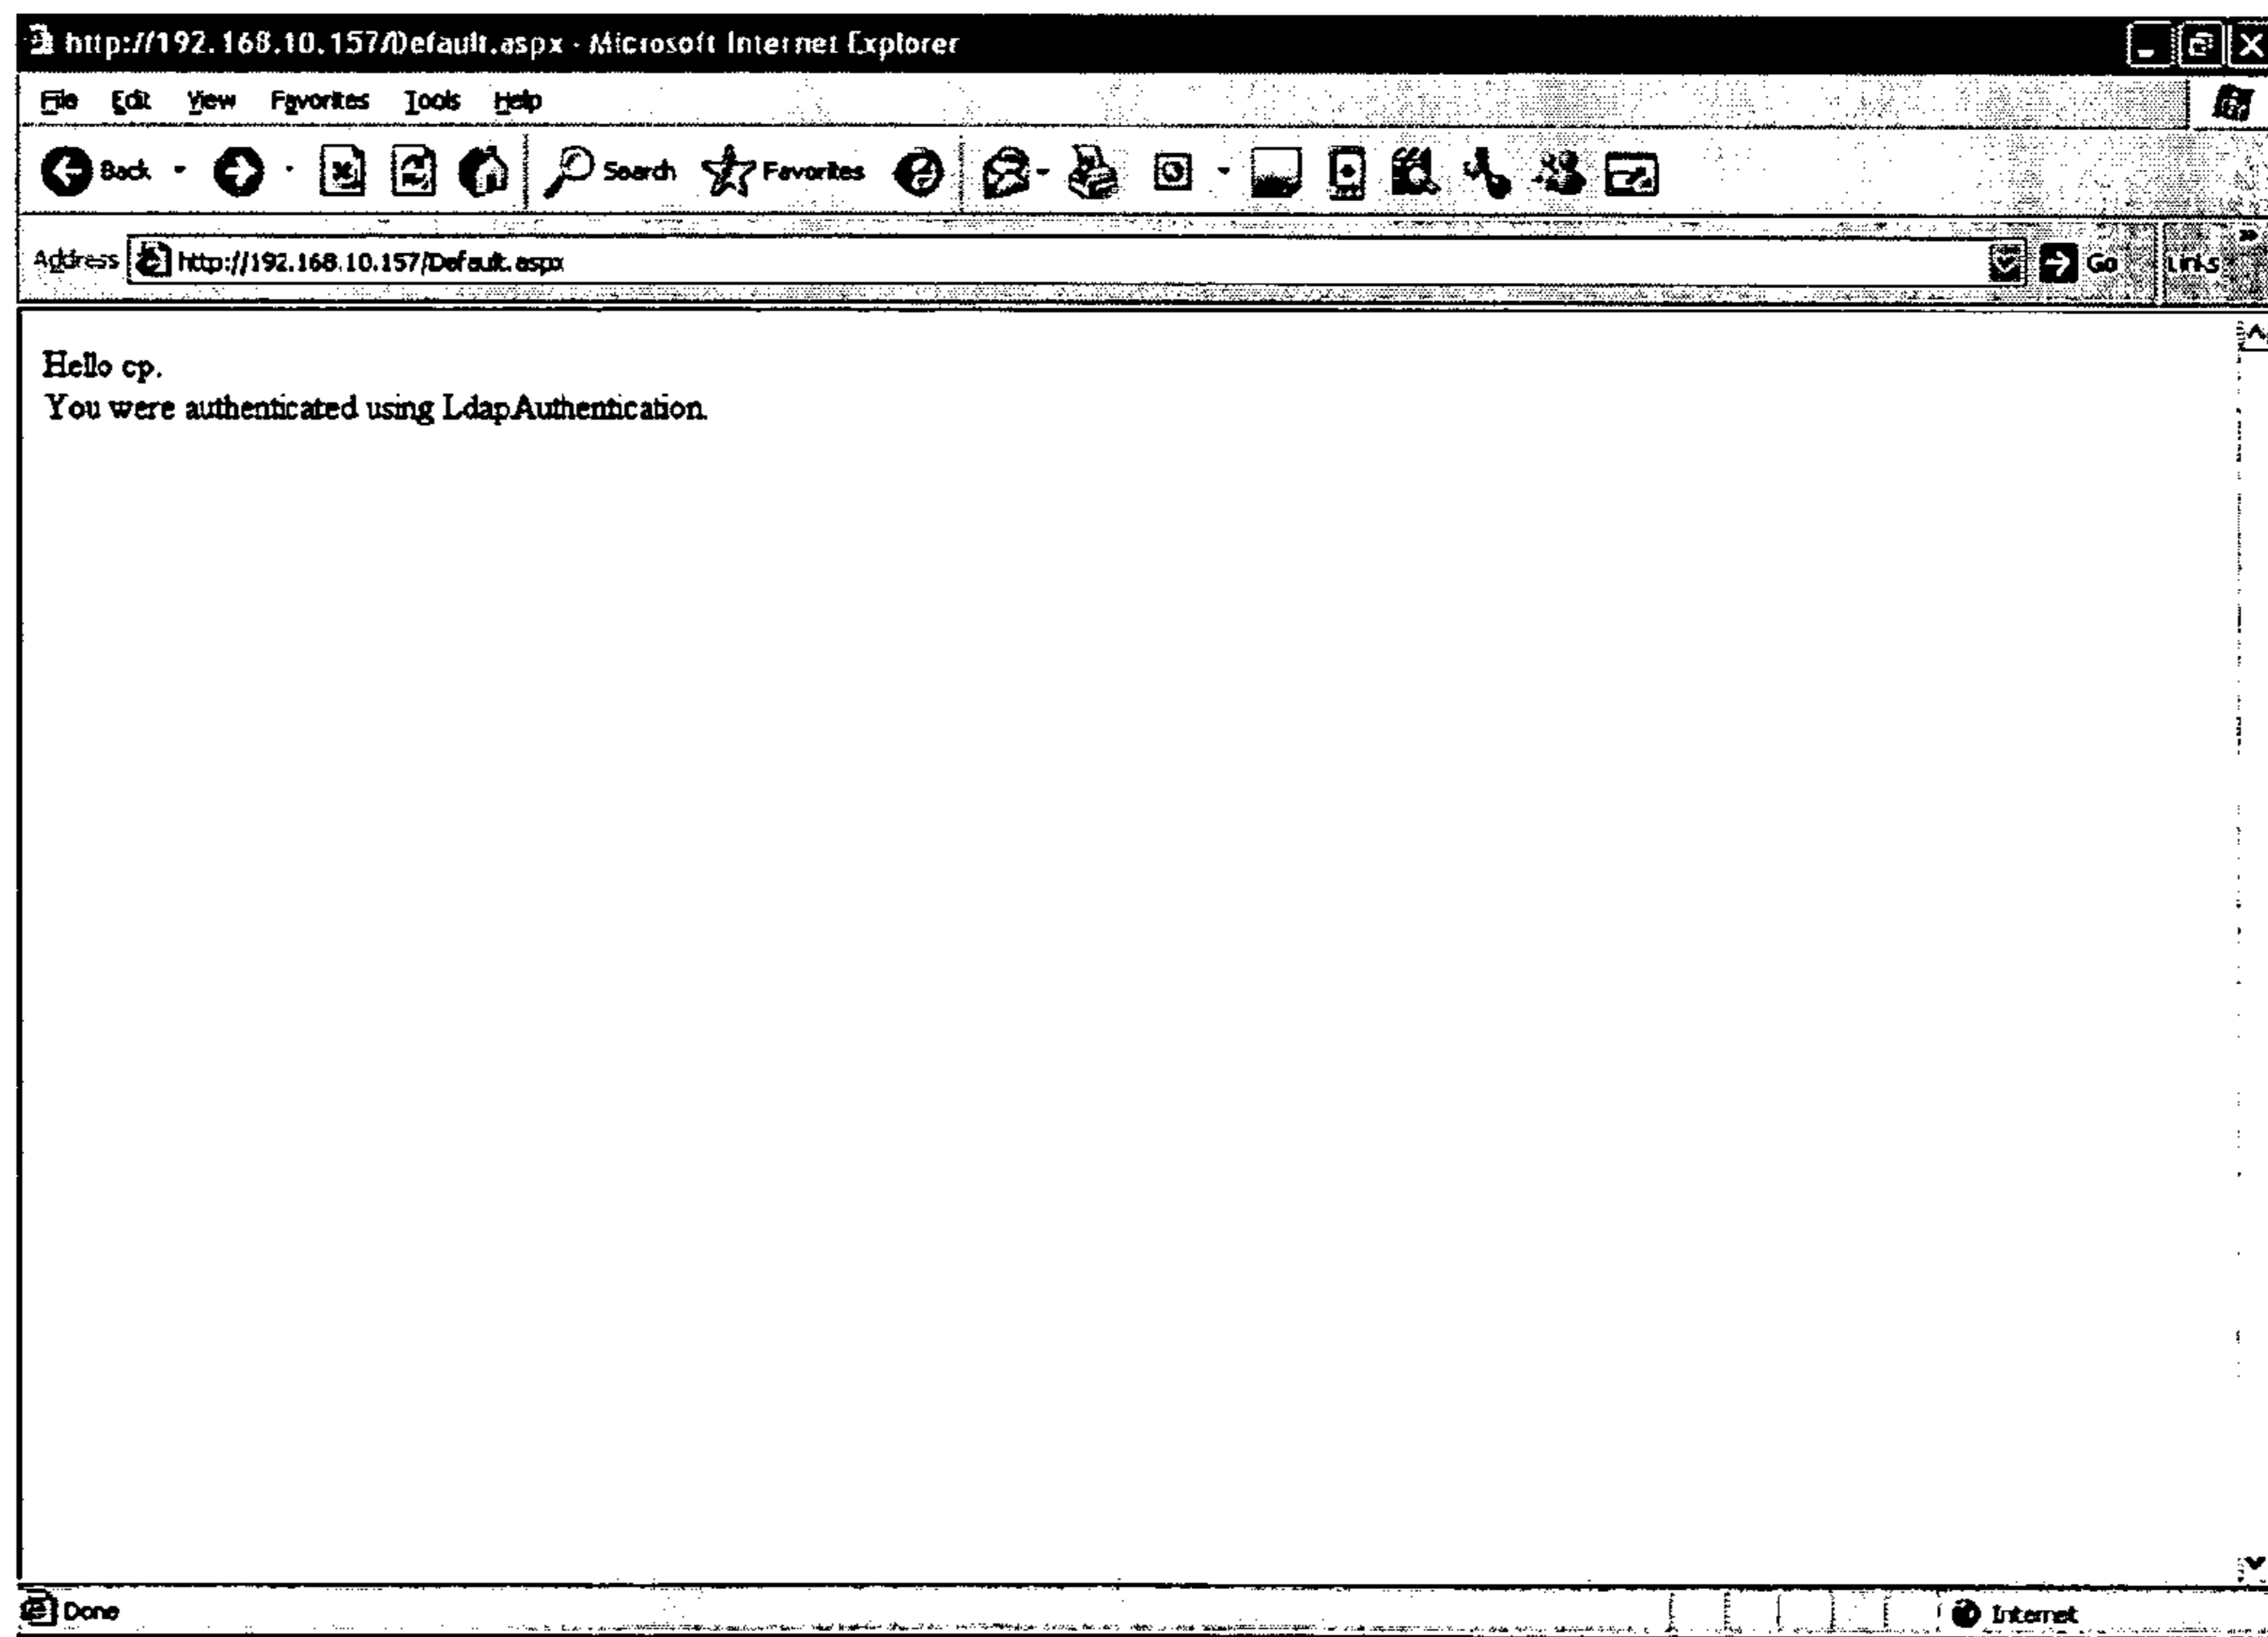 http://192.168.10.157/Default.aspx - Microsoft Internet Explorer
File Edit View Favorites Tools Help
Back Search Favorites
Address http://192.168.10.157/Default.aspx Go Links
Hello cp.
You were authenticated using LdapAuthentication.
Done Internet